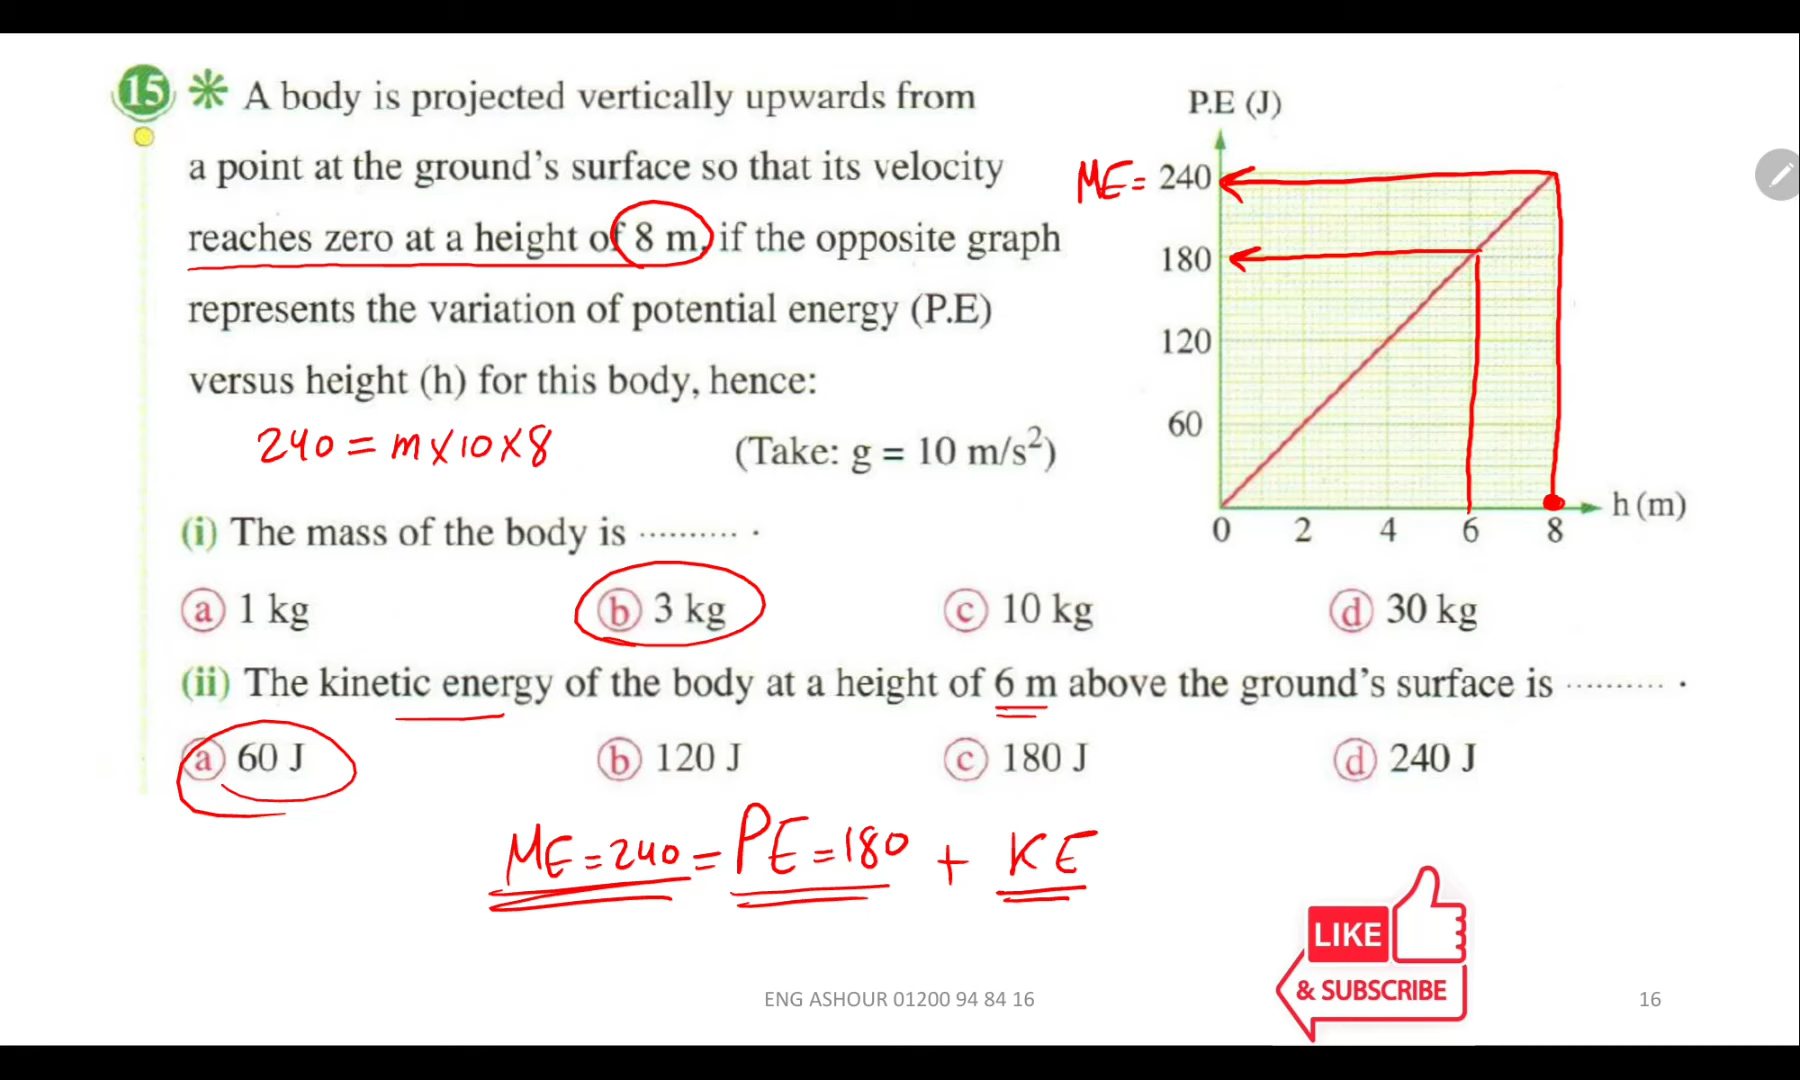 15 * A body is projected vertically upwards from
a point at the ground's surface so that its velocity
reaches zero at a height of 8 m, if the opposite graph
represents the variation of potential energy (P.E)
versus height (h) for this body, hence:
240 = m x 10 x 8
(Take: g = 10 m/s²)
P.E (J)
ME = 240
180
120
60
0 2 4 6 8
h (m)
(i) The mass of the body is .......... .
a 1 kg b 3 kg c 10 kg d 30 kg
(ii) The kinetic energy of the body at a height of 6 m above the ground's surface is .......... .
a 60 J b 120 J c 180 J d 240 J
ME = 240 = PE = 180 + KE
LIKE
& SUBSCRIBE
ENG ASHOUR 01200 94 84 16
16